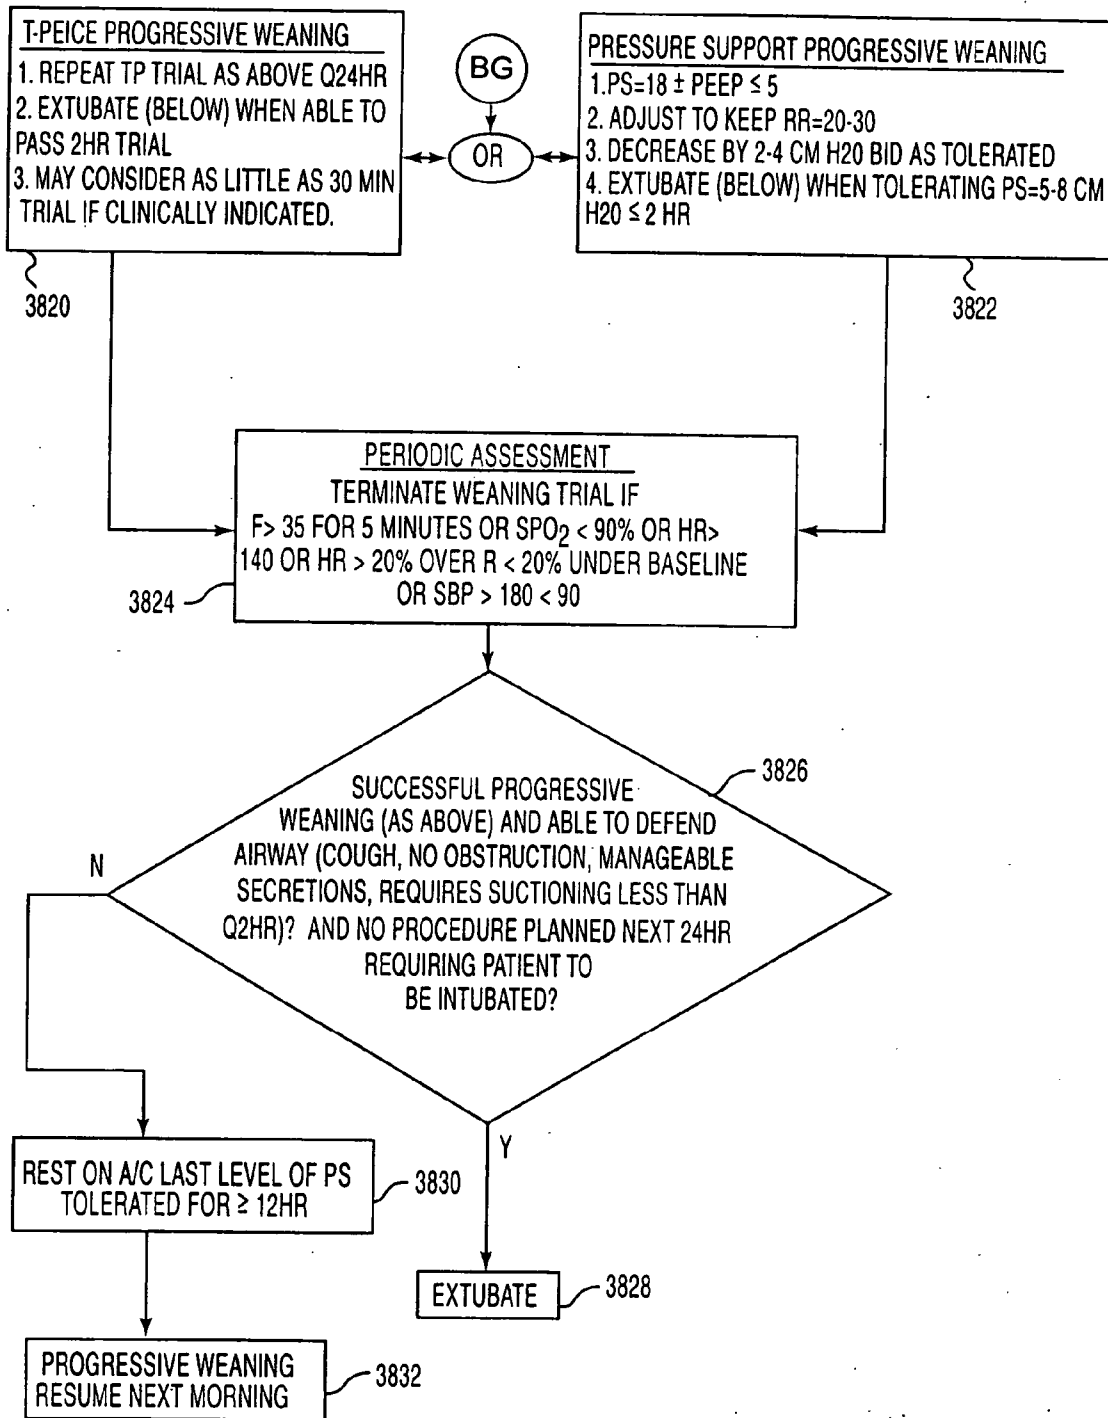 T-PEICE PROGRESSIVE WEANING
1. REPEAT TP TRIAL AS ABOVE Q24HR
2. EXTUBATE (BELOW) WHEN ABLE TO
PASS 2HR TRIAL
3. MAY CONSIDER AS LITTLE AS 30 MIN
TRIAL IF CLINICALLY INDICATED.
3820
BG
OR
PRESSURE SUPPORT PROGRESSIVE WEANING
1.PS=18 ± PEEP ≤ 5
2. ADJUST TO KEEP RR=20-30
3. DECREASE BY 2-4 CM H20 BID AS TOLERATED
4. EXTUBATE (BELOW) WHEN TOLERATING PS=5-8 CM
H20 ≤ 2 HR
3822
PERIODIC ASSESSMENT
TERMINATE WEANING TRIAL IF
F> 35 FOR 5 MINUTES OR SPO₂ < 90% OR HR>
140 OR HR > 20% OVER R < 20% UNDER BASELINE
OR SBP > 180 < 90
3824
SUCCESSFUL PROGRESSIVE
WEANING (AS ABOVE) AND ABLE TO DEFEND
AIRWAY (COUGH, NO OBSTRUCTION, MANAGEABLE
SECRETIONS, REQUIRES SUCTIONING LESS THAN
Q2HR)? AND NO PROCEDURE PLANNED NEXT 24HR
REQUIRING PATIENT TO
BE INTUBATED?
3826
N
Y
REST ON A/C LAST LEVEL OF PS
TOLERATED FOR ≥ 12HR
3830
EXTUBATE
3828
PROGRESSIVE WEANING
RESUME NEXT MORNING
3832